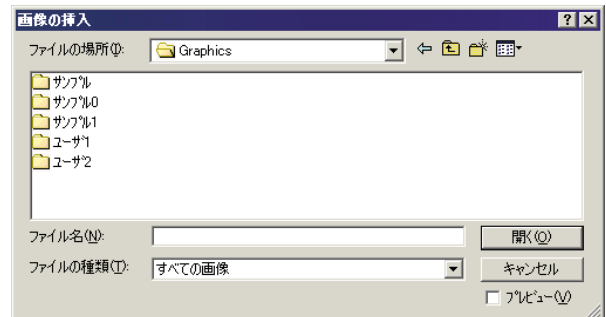 画像の挿入
ファイルの場所(I):
Graphics
サンプル
サンプル0
サンプル1
ユーザ1
ユーザ2
ファイル名(N):
開く(O)
ファイルの種類(T):
すべての画像
キャンセル
プレビュー(V)